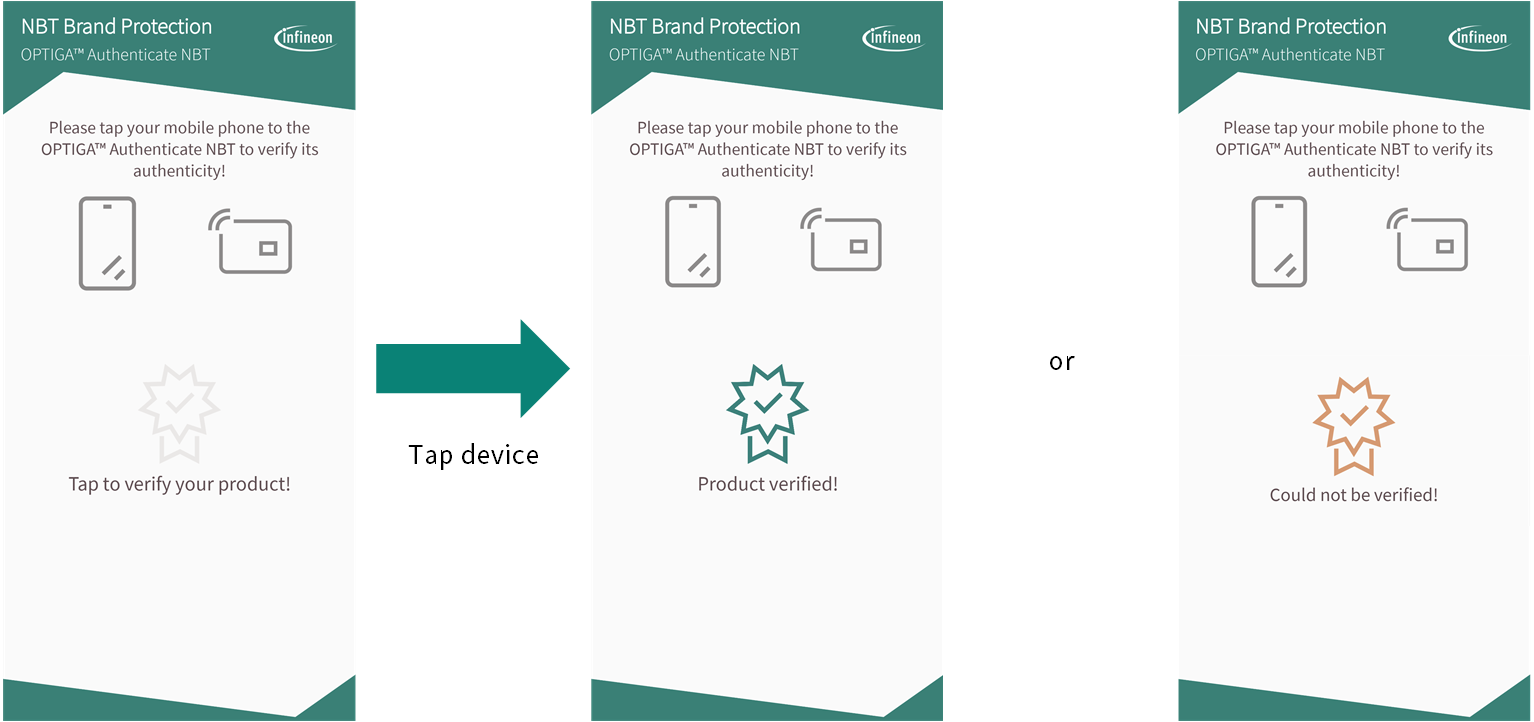 NBT Brand Protection
OPTIGA™ Authenticate NBT
infineon
Please tap your mobile phone to the
OPTIGA™ Authenticate NBT to verify its
authenticity!
Tap to verify your product!
Tap device
NBT Brand Protection
OPTIGA™ Authenticate NBT
infineon
Please tap your mobile phone to the
OPTIGA™ Authenticate NBT to verify its
authenticity!
Product verified!
or
NBT Brand Protection
OPTIGA™ Authenticate NBT
infineon
Please tap your mobile phone to the
OPTIGA™ Authenticate NBT to verify its
authenticity!
Could not be verified!